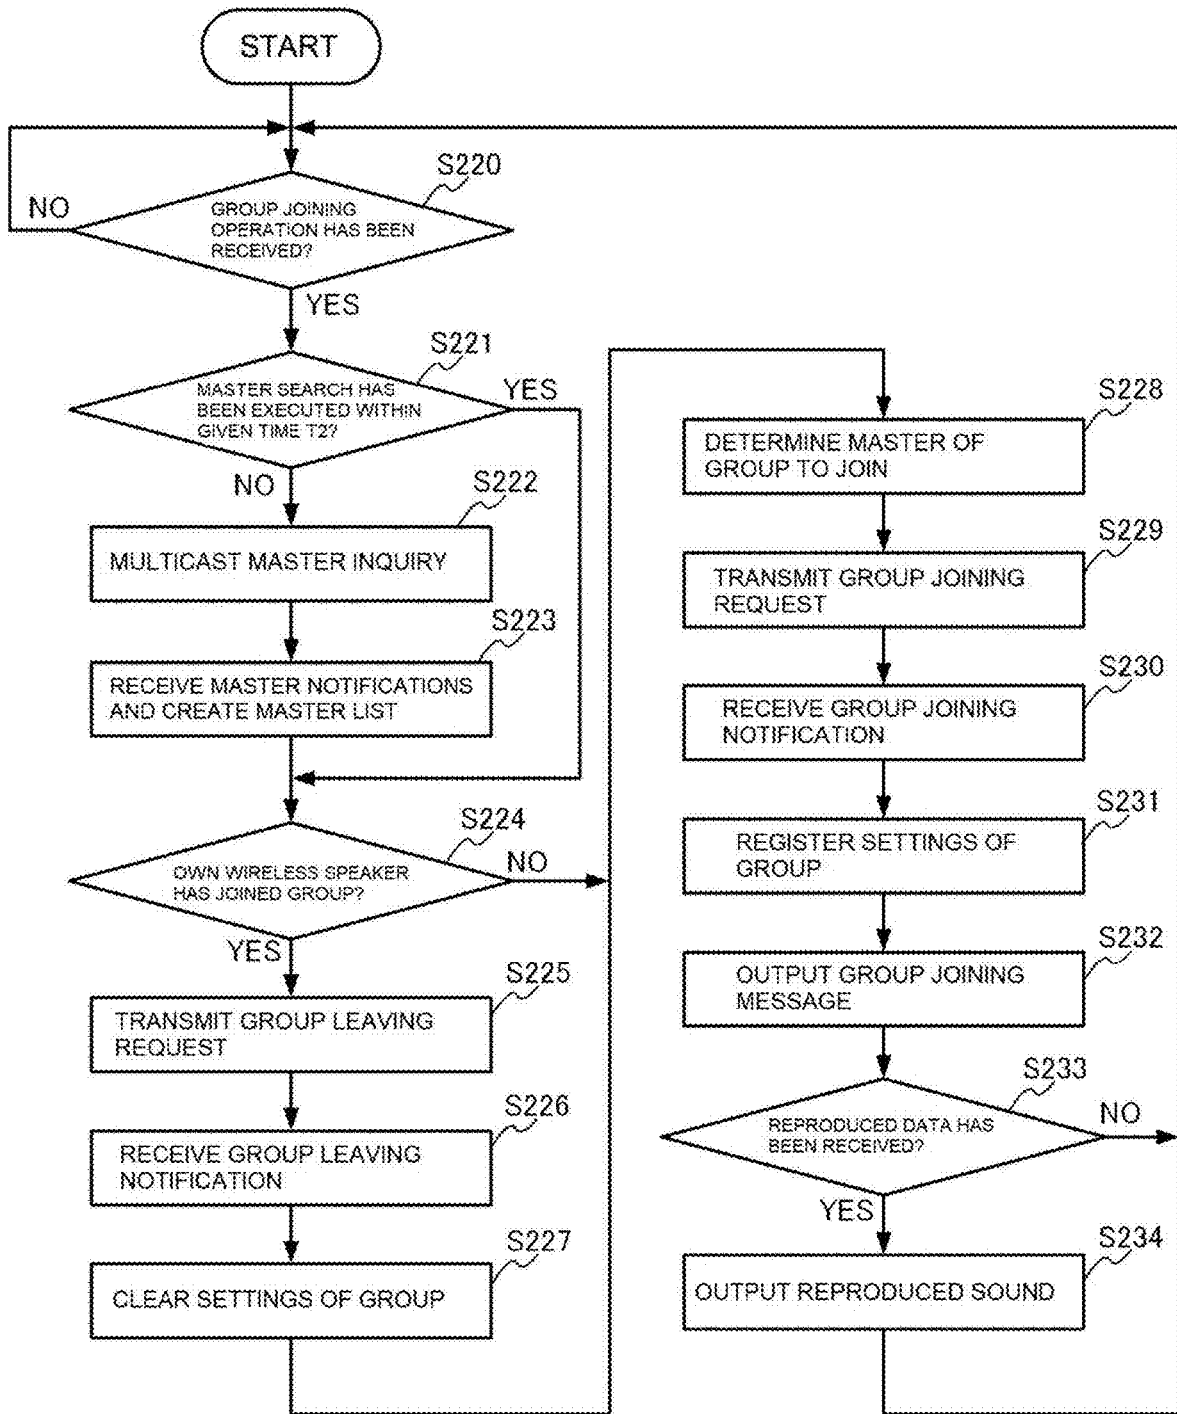 START
S220
GROUP JOINING
OPERATION HAS BEEN
RECEIVED?
NO
YES
S221
MASTER SEARCH HAS
BEEN EXECUTED WITHIN
GIVEN TIME T2?
YES
NO
S222
MULTICAST MASTER INQUIRY
S223
RECEIVE MASTER NOTIFICATIONS
AND CREATE MASTER LIST
S224
OWN WIRELESS SPEAKER
HAS JOINED GROUP?
NO
YES
S225
TRANSMIT GROUP LEAVING
REQUEST
S226
RECEIVE GROUP LEAVING
NOTIFICATION
S227
CLEAR SETTINGS OF GROUP
S228
DETERMINE MASTER OF
GROUP TO JOIN
S229
TRANSMIT GROUP JOINING
REQUEST
S230
RECEIVE GROUP JOINING
NOTIFICATION
S231
REGISTER SETTINGS OF
GROUP
S232
OUTPUT GROUP JOINING
MESSAGE
S233
REPRODUCED DATA HAS
BEEN RECEIVED?
NO
YES
S234
OUTPUT REPRODUCED SOUND